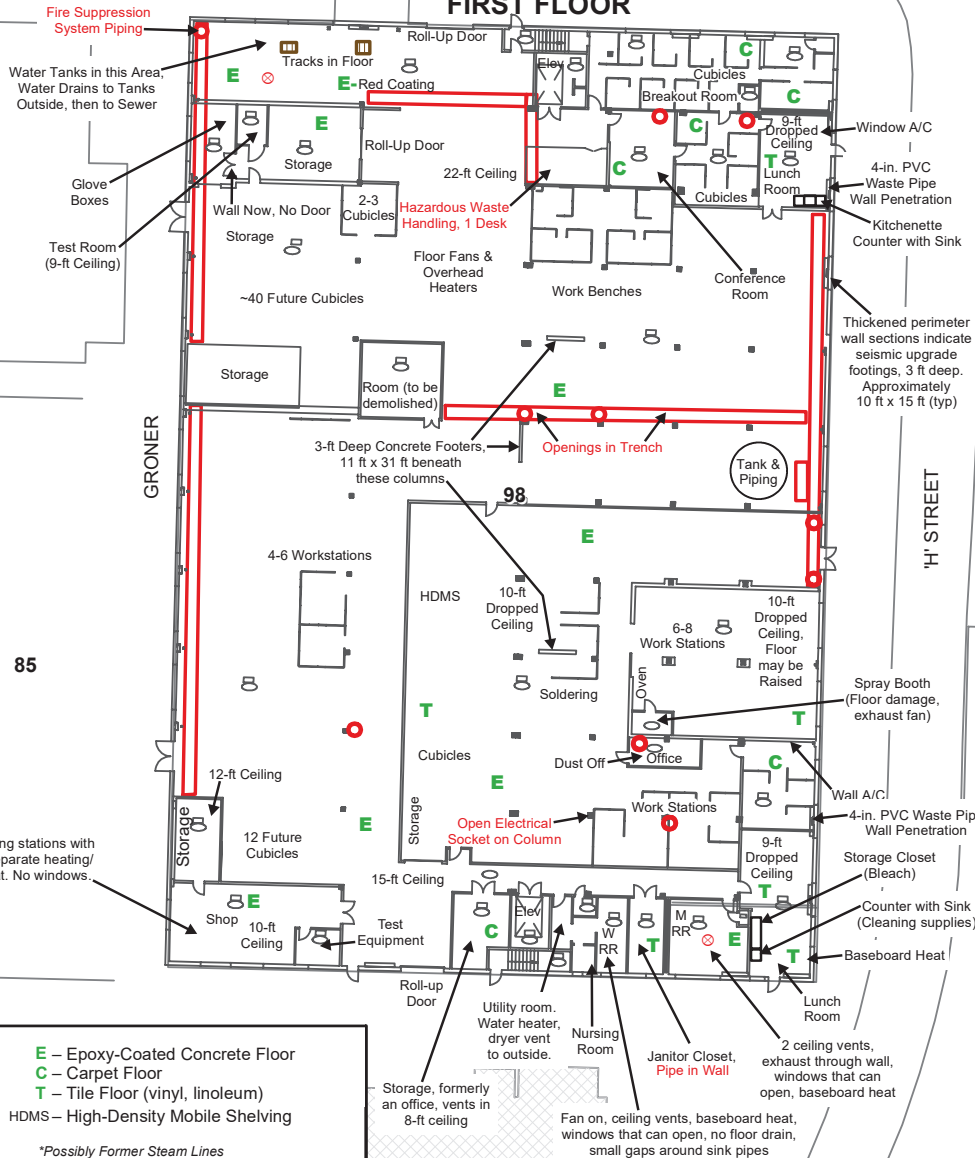 FIRST FLOOR
Fire Suppression
System Piping
Roll-Up Door
Tracks in Floor
Elev
C
Cubicles
Water Tanks in this Area,
Water Drains to Tanks
Outside, then to Sewer
E
E-Red Coating
Breakout Room
C
E
C
9-ft
Dropped
Ceiling
Window A/C
Roll-Up Door
Storage
T
Lunch
Room
4-in. PVC
Waste Pipe
Wall Penetration
22-ft Ceiling
C
Glove
Boxes
Cubicles
Wall Now, No Door
2-3
Cubicles
Hazardous Waste
Handling, 1 Desk
Kitchenette
Counter with Sink
Storage
Test Room
(9-ft Ceiling)
Floor Fans &
Overhead
Heaters
Conference
Room
~40 Future Cubicles
Work Benches
Thickened perimeter
wall sections indicate
seismic upgrade
footings, 3 ft deep.
Approximately
10 ft x 15 ft (typ)
Storage
Room (to be
demolished)
E
3-ft Deep Concrete Footers,
11 ft x 31 ft beneath
these columns
Openings in Trench
GRONER
Tank &
Piping
'H' STREET
98
E
4-6 Workstations
HDMS
10-ft
Dropped
Ceiling
10-ft
Dropped
Ceiling,
Floor
may be
Raised
6-8
Work Stations
85
Oven
Soldering
Spray Booth
(Floor damage,
exhaust fan)
T
T
Cubicles
Dust Off
Office
C
12-ft Ceiling
E
Wall A/C
Storage
Storage
Work Stations
4-in. PVC Waste Pip
Wall Penetration
E
Open Electrical
Socket on Column
12 Future
Cubicles
9-ft
Dropped
Ceiling
ng stations with
eparate heating/
at. No windows.
Storage Closet
(Bleach)
15-ft Ceiling
T
E
Shop
10-ft
Ceiling
Test
Equipment
C
Elev
W
RR
T
M
RR
E
Counter with Sink
(Cleaning supplies)
T
Baseboard Heat
Roll-up
Door
Utility room.
Water heater,
dryer vent
to outside.
Nursing
Room
Lunch
Room
Janitor Closet,
Pipe in Wall
2 ceiling vents,
exhaust through wall,
windows that can
open, baseboard heat
Storage, formerly
an office, vents in
8-ft ceiling
Fan on, ceiling vents, baseboard heat,
windows that can open, no floor drain,
small gaps around sink pipes
E – Epoxy-Coated Concrete Floor
C – Carpet Floor
T – Tile Floor (vinyl, linoleum)
HDMS – High-Density Mobile Shelving
*Possibly Former Steam Lines